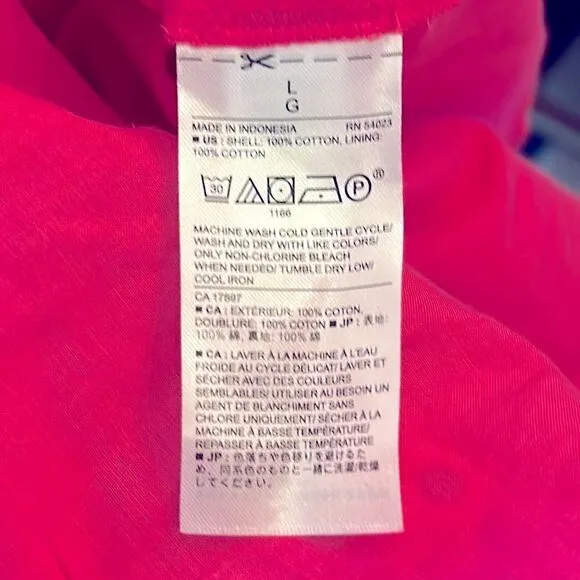 L
G
MADE IN INDONESIA RN 54023
■ US : SHELL: 100% COTTON, LINING:
100% COTTON
30 P ®
1166
MACHINE WASH COLD GENTLE CYCLE/
WASH AND DRY WITH LIKE COLORS/
ONLY NON-CHLORINE BLEACH
WHEN NEEDED/ TUMBLE DRY LOW/
COOL IRON
CA 17897
■ CA : EXTÉRIEUR: 100% COTON,
DOUBLURE: 100% COTON ■ JP : 表地:
100% 綿, 裏地: 100% 綿
■ CA : LAVER À LA MACHINE À L'EAU
FROIDE AU CYCLE DÉLICAT/ LAVER ET
SÉCHER AVEC DES COULEURS
SEMBLABLES/ UTILISER AU BESOIN UN
AGENT DE BLANCHIMENT SANS
CHLORE UNIQUEMENT/ SÉCHER À LA
MACHINE À BASSE TEMPÉRATURE/
REPASSER À BASSE TEMPÉRATURE
■ JP : 色落ちや色移りを避けるた
め、同系色のものと一緒に洗濯/乾燥
してください